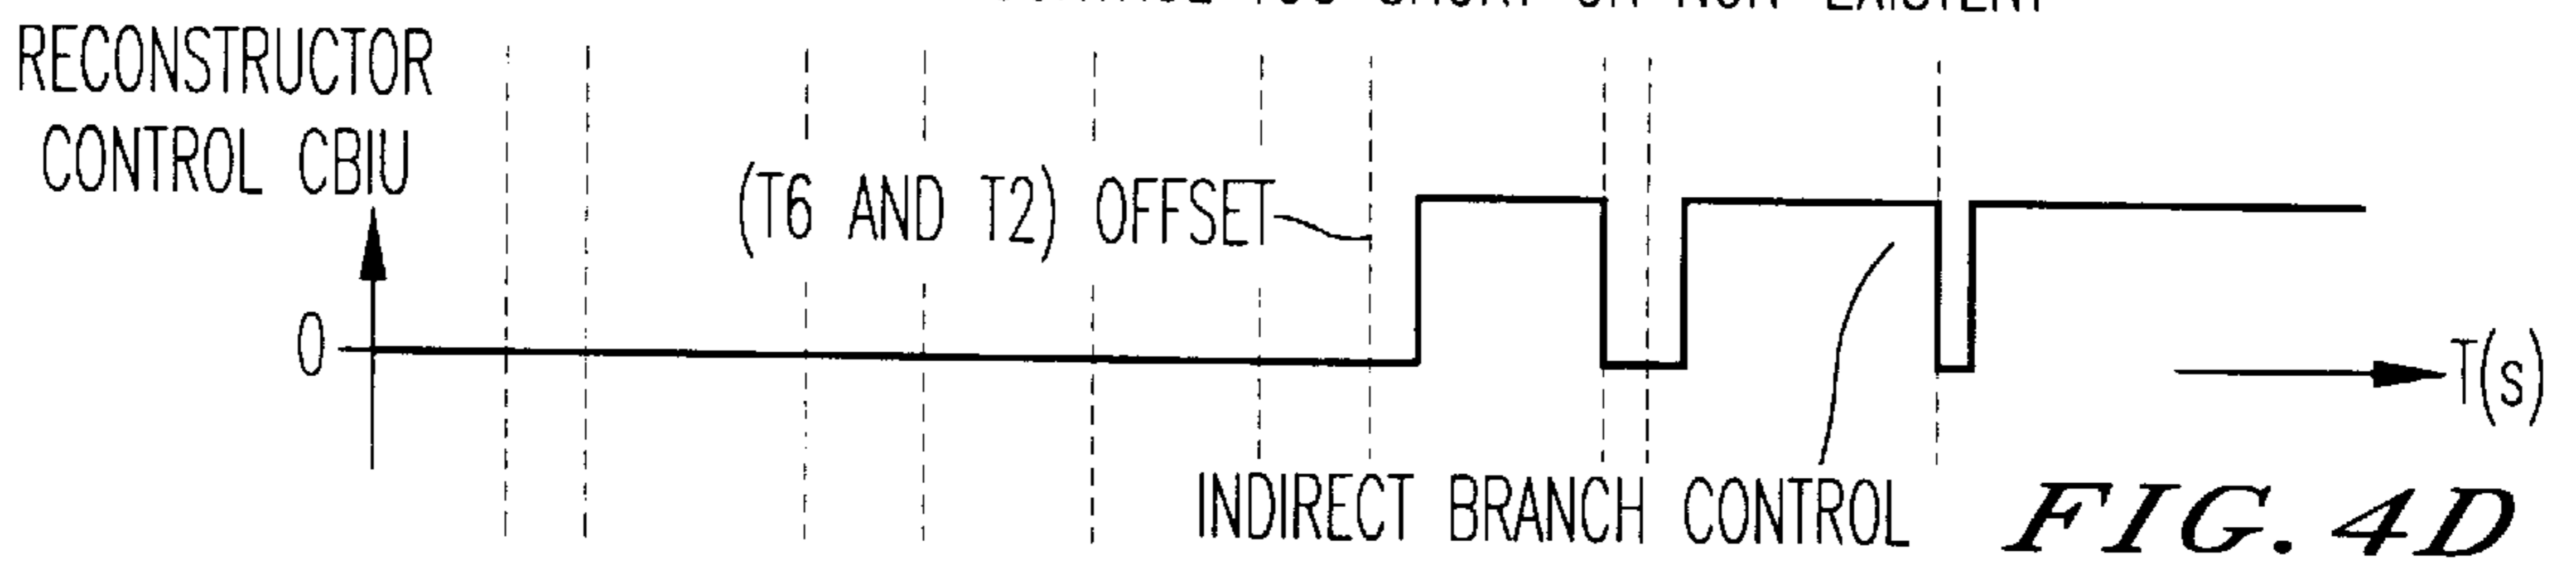 RECONSTRUCTOR
CONTROL CBIU
(T6 AND T2) OFFSET
0
T(s)
INDIRECT BRANCH CONTROL
FIG. 4D